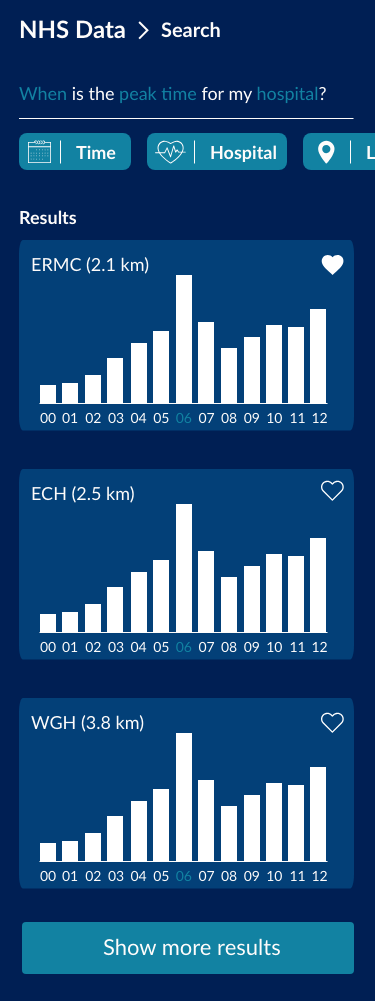 NHS Data > Search
When is the peak time for my hospital?
Time Hospital L
Results
ERMC (2.1 km)
00 01 02 03 04 05 06 07 08 09 10 11 12
ECH (2.5 km)
00 01 02 03 04 05 06 07 08 09 10 11 12
WGH (3.8 km)
00 01 02 03 04 05 06 07 08 09 10 11 12
Show more results